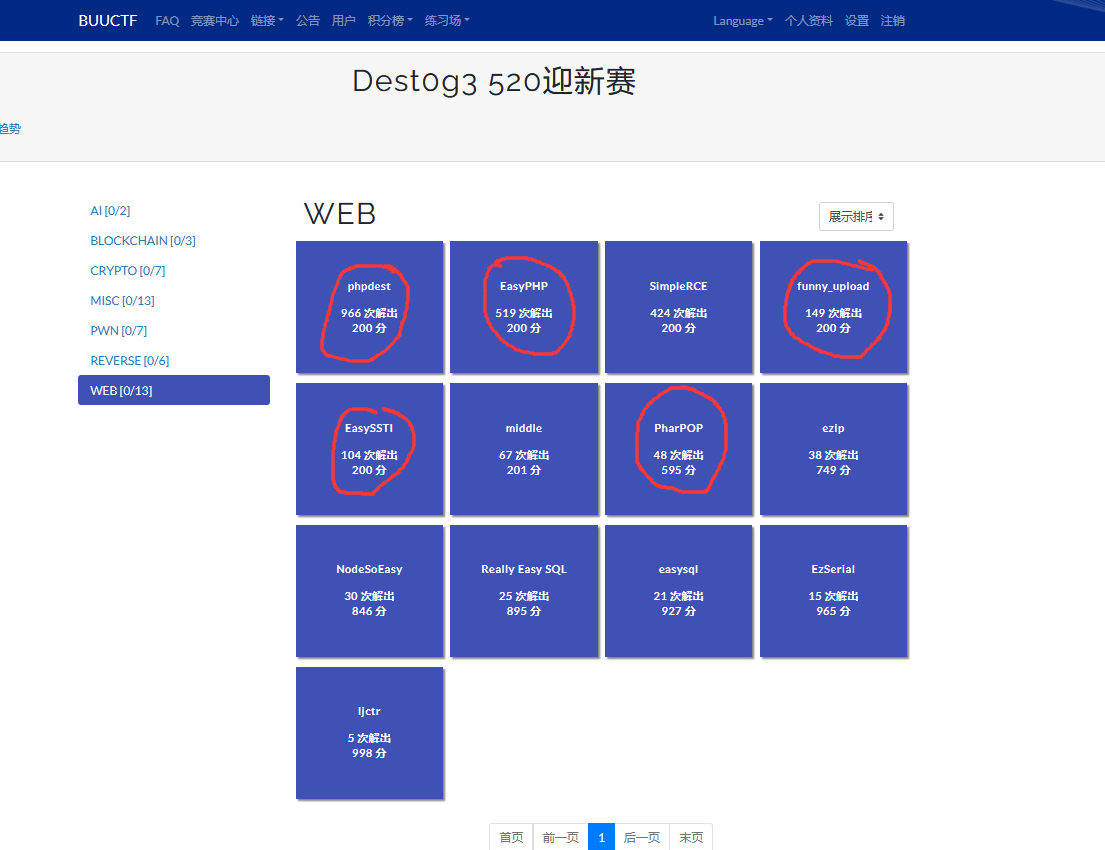 BUUCTF FAQ 竞赛中心 链接 公告 用户 积分榜 练习场 Language 个人资料 设置 注销
Dest0g3 520迎新赛
趋势
AI [0/2]
BLOCKCHAIN [0/3]
CRYPTO [0/7]
MISC [0/13]
PWN [0/7]
REVERSE [0/6]
WEB [0/13]
WEB
展示排序
phpdest
966 次解出
200 分
EasyPHP
519 次解出
200 分
SimpleRCE
424 次解出
200 分
funny_upload
149 次解出
200 分
EasySSTI
104 次解出
200 分
middle
67 次解出
201 分
PharPOP
48 次解出
595 分
ezip
38 次解出
749 分
NodeSoEasy
30 次解出
846 分
Really Easy SQL
25 次解出
895 分
easysql
21 次解出
927 分
EzSerial
15 次解出
965 分
ljctr
5 次解出
998 分
首页 前一页 1 后一页 末页